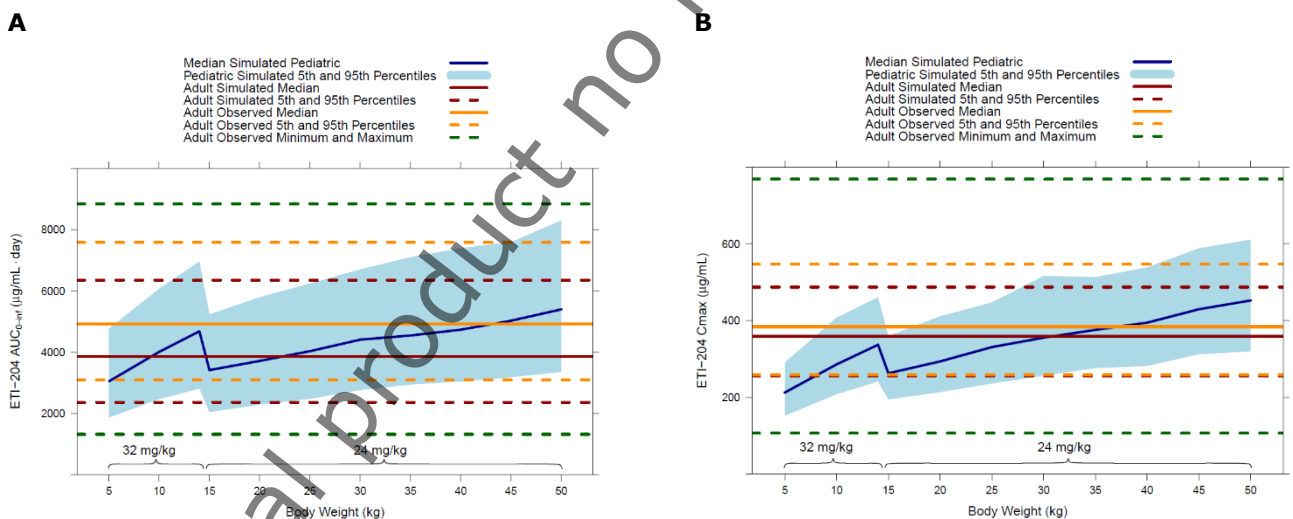 A
Median Simulated Pediatric
Pediatric Simulated 5th and 95th Percentiles
Adult Simulated Median
Adult Simulated 5th and 95th Percentiles
Adult Observed Median
Adult Observed 5th and 95th Percentiles
Adult Observed Minimum and Maximum
ETI−204 AUC0−inf (µg/mL · day)
8000
6000
4000
2000
32 mg/kg
24 mg/kg
5 10 15 20 25 30 35 40 45 50
Body Weight (kg)
B
Median Simulated Pediatric
Pediatric Simulated 5th and 95th Percentiles
Adult Simulated Median
Adult Simulated 5th and 95th Percentiles
Adult Observed Median
Adult Observed 5th and 95th Percentiles
Adult Observed Minimum and Maximum
ETI−204 Cmax (µg/mL)
600
400
200
32 mg/kg
24 mg/kg
5 10 15 20 25 30 35 40 45 50
Body Weight (kg)
al product no